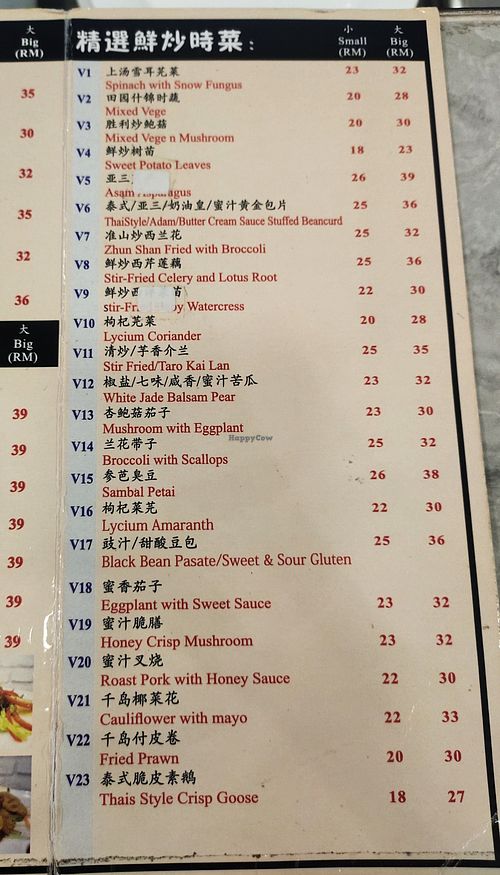 大
Big
(RM)
35
30
32
35
32
36
大
Big
(RM)
39
39
39
39
39
39
39
精選鮮炒時菜：
小 大
Small Big
(RM) (RM)
V1 上汤雪耳苋菜 23 32
Spinach with Snow Fungus
V2 田园什锦时蔬 20 28
Mixed Vege
V3 胜利炒鲍菇 20 30
Mixed Vege n Mushroom
V4 鲜炒树苗 18 23
Sweet Potato Leaves
V5 亚三 26 39
Asam Asparagus
V6 泰式/亚三/奶油皇/蜜汁黄金包片 25 36
ThaiStyle/Adam/Butter Cream Sauce Stuffed Beancurd
V7 准山炒西兰花 25 32
Zhun Shan Fried with Broccoli
V8 鲜炒西芹莲藕 25 36
Stir-Fried Celery and Lotus Root
V9 鲜炒西 苗 22 30
stir-Fri by Watercress
V10 枸杞苋菜 20 28
Lycium Coriander
V11 清炒/芋香介兰 25 35
Stir Fried/Taro Kai Lan
V12 椒盐/七味/咸香/蜜汁苦瓜 23 32
White Jade Balsam Pear
V13 杏鲍菇茄子 23 30
Mushroom with Eggplant
V14 兰花带子 25 32
Broccoli with Scallops
V15 参芭臭豆 26 38
Sambal Petai
V16 枸杞菜苋 22 30
Lycium Amaranth
V17 豉汁/甜酸豆包 25 36
Black Bean Pasate/Sweet & Sour Gluten
V18 蜜香茄子
Eggplant with Sweet Sauce 23 32
V19 蜜汁脆膳
Honey Crisp Mushroom 23 32
V20 蜜汁叉烧
Roast Pork with Honey Sauce 22 30
V21 千岛椰菜花
Cauliflower with mayo 22 33
V22 千岛付皮卷
Fried Prawn 20 30
V23 泰式脆皮素鹅
Thais Style Crisp Goose 18 27
HappyCow